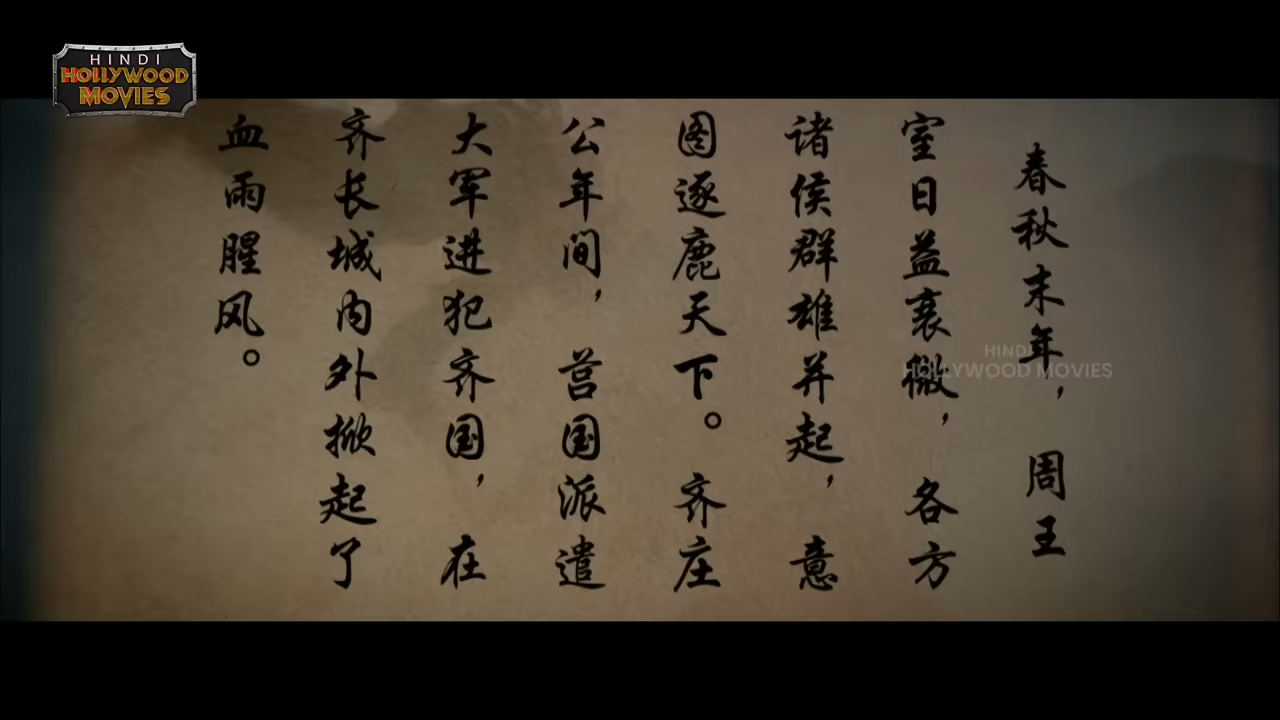 HINDI
HOLLYWOOD
MOVIES
春秋末年，周王
室日益衰微，各方
诸侯群雄并起，意
图逐鹿天下。齐庄
公年间，莒国派遣
大军进犯齐国，在
齐长城内外掀起了
血雨腥风。
HINDI
HOLLYWOOD MOVIES